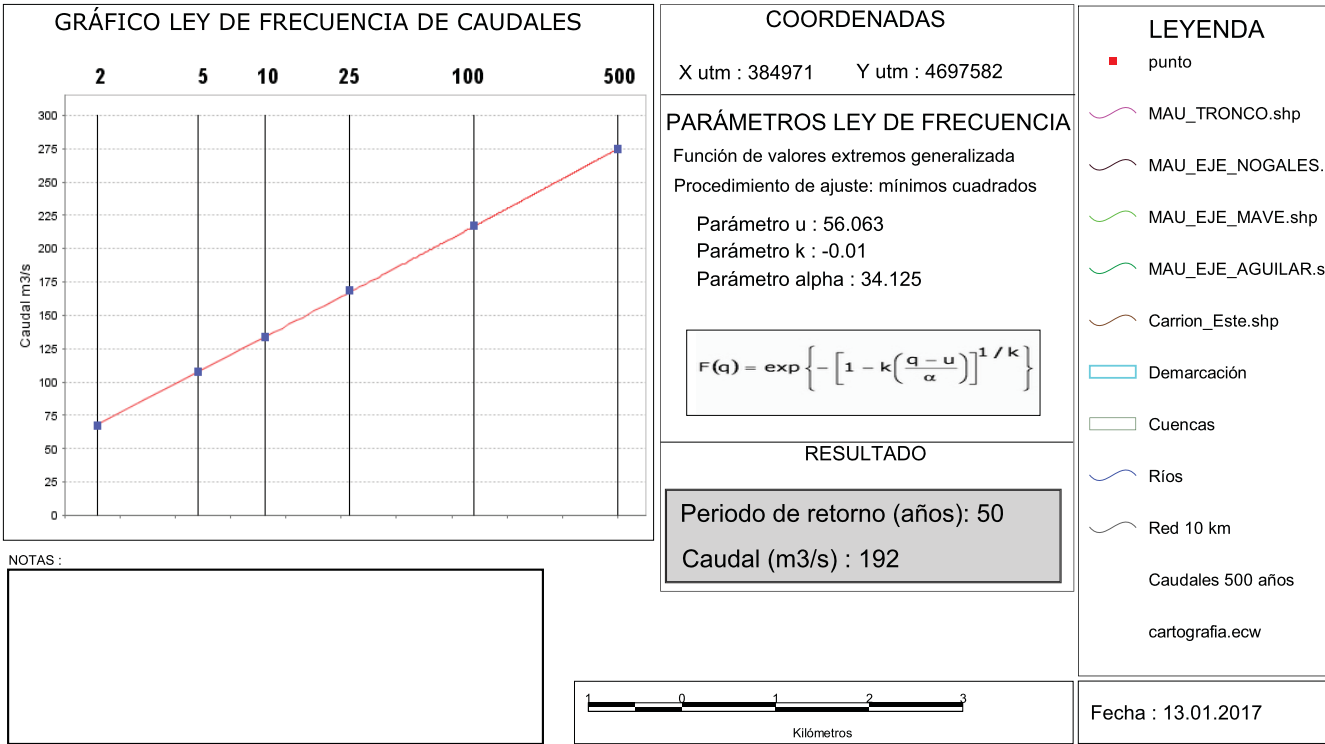 GRÁFICO LEY DE FRECUENCIA DE CAUDALES
2 5 10 25 100 500
Caudal m3/s
300
275
250
225
200
175
150
125
100
75
50
25
0
NOTAS :
COORDENADAS
X utm : 384971 Y utm : 4697582
PARÁMETROS LEY DE FRECUENCIA
Función de valores extremos generalizada
Procedimiento de ajuste: mínimos cuadrados
Parámetro u : 56.063
Parámetro k : -0.01
Parámetro alpha : 34.125
F(q) = exp{-[1 - k((q - u)/α)]^1/k}
RESULTADO
Periodo de retorno (años): 50
Caudal (m3/s) : 192
1 0 1 2 3
Kilómetros
LEYENDA
punto
MAU_TRONCO.shp
MAU_EJE_NOGALES.
MAU_EJE_MAVE.shp
MAU_EJE_AGUILAR.s
Carrion_Este.shp
Demarcación
Cuencas
Ríos
Red 10 km
Caudales 500 años
cartografia.ecw
Fecha : 13.01.2017